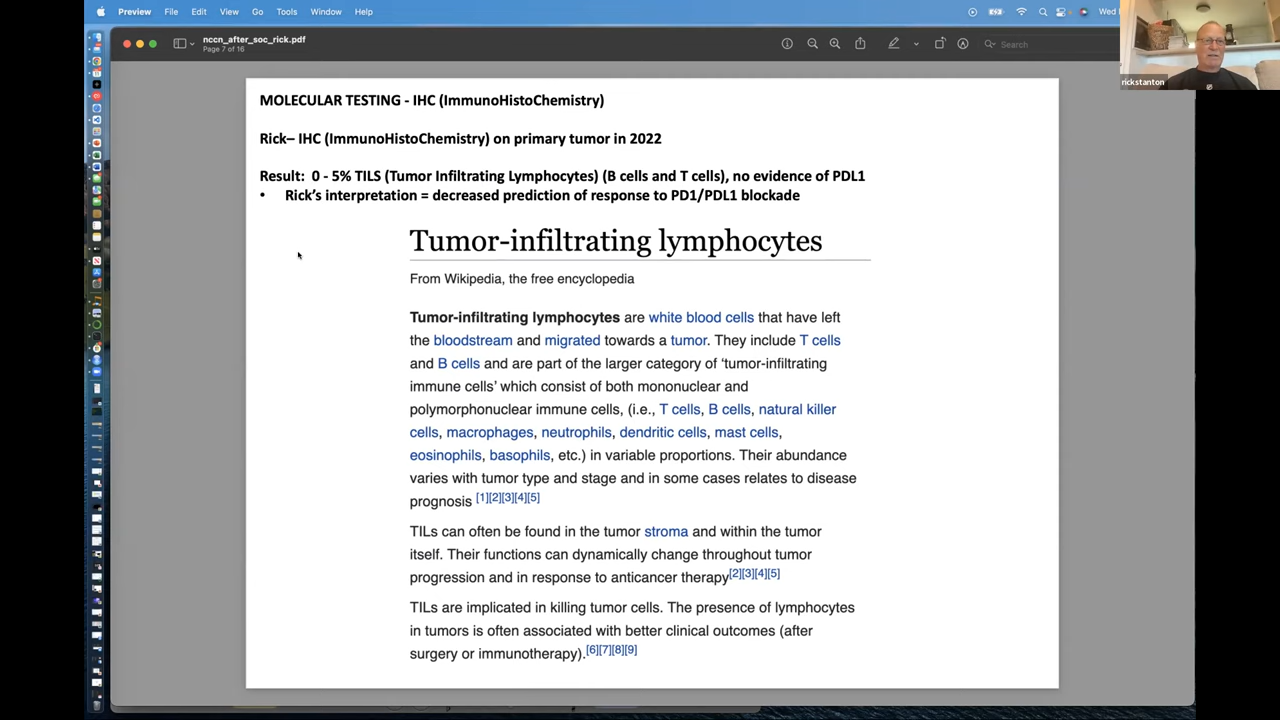 Preview File Edit View Go Tools Window Help
Wed
nccn_after_soc_rick.pdf
Page 7 of 16
Search
rickstanton
MOLECULAR TESTING - IHC (ImmunoHistoChemistry)
Rick– IHC (ImmunoHistoChemistry) on primary tumor in 2022
Result: 0 - 5% TILS (Tumor Infiltrating Lymphocytes) (B cells and T cells), no evidence of PDL1
• Rick's interpretation = decreased prediction of response to PD1/PDL1 blockade
Tumor-infiltrating lymphocytes
From Wikipedia, the free encyclopedia
Tumor-infiltrating lymphocytes are white blood cells that have left
the bloodstream and migrated towards a tumor. They include T cells
and B cells and are part of the larger category of ‘tumor-infiltrating
immune cells’ which consist of both mononuclear and
polymorphonuclear immune cells, (i.e., T cells, B cells, natural killer
cells, macrophages, neutrophils, dendritic cells, mast cells,
eosinophils, basophils, etc.) in variable proportions. Their abundance
varies with tumor type and stage and in some cases relates to disease
prognosis [1][2][3][4][5]
TILs can often be found in the tumor stroma and within the tumor
itself. Their functions can dynamically change throughout tumor
progression and in response to anticancer therapy[2][3][4][5]
TILs are implicated in killing tumor cells. The presence of lymphocytes
in tumors is often associated with better clinical outcomes (after
surgery or immunotherapy).[6][7][8][9]